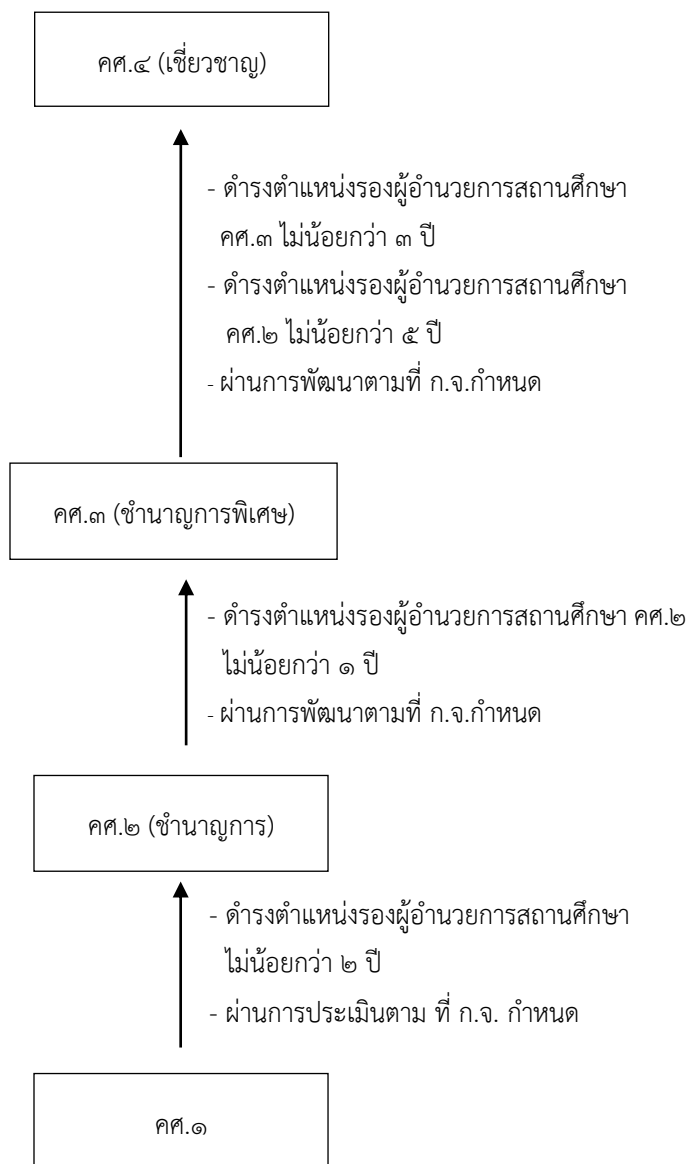 คศ.๔ (เชี่ยวชาญ)
- ดำรงตำแหน่งรองผู้อำนวยการสถานศึกษา
คศ.๓ ไม่น้อยกว่า ๓ ปี
- ดำรงตำแหน่งรองผู้อำนวยการสถานศึกษา
คศ.๒ ไม่น้อยกว่า ๕ ปี
- ผ่านการพัฒนาตามที่ ก.จ.กำหนด
คศ.๓ (ชำนาญการพิเศษ)
- ดำรงตำแหน่งรองผู้อำนวยการสถานศึกษา คศ.๒
ไม่น้อยกว่า ๑ ปี
- ผ่านการพัฒนาตามที่ ก.จ.กำหนด
คศ.๒ (ชำนาญการ)
- ดำรงตำแหน่งรองผู้อำนวยการสถานศึกษา
ไม่น้อยกว่า ๒ ปี
- ผ่านการประเมินตาม ที่ ก.จ. กำหนด
คศ.๑